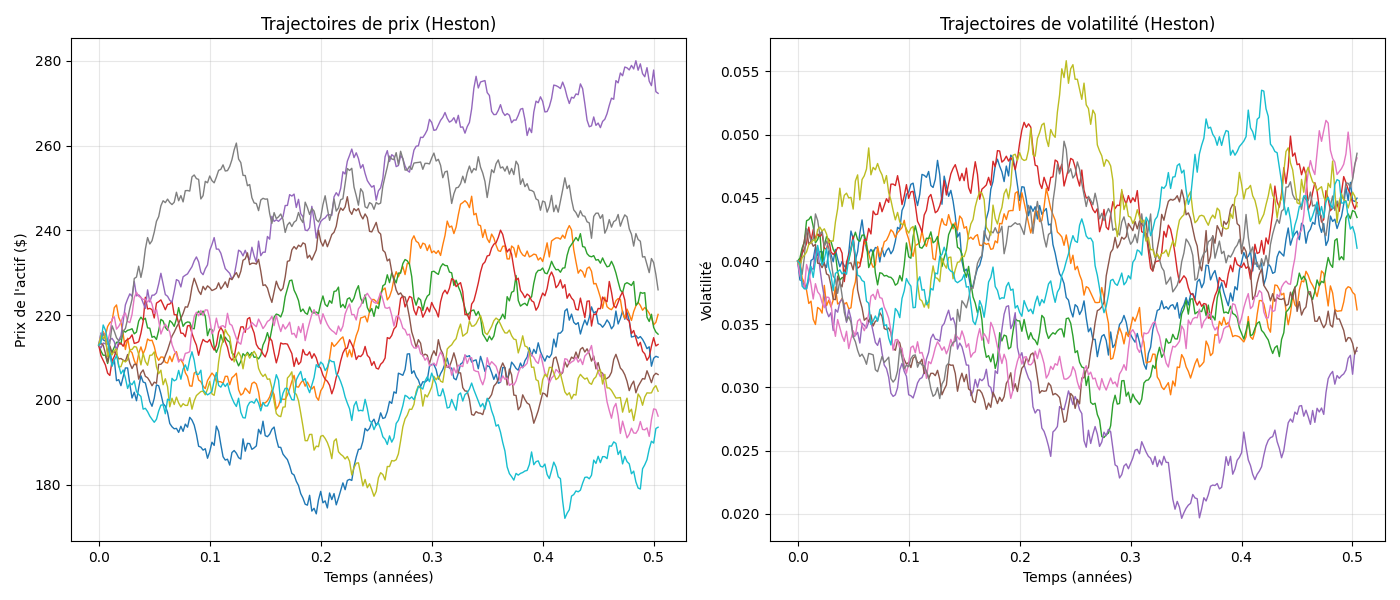 Trajectoires de prix (Heston)
Prix de l'actif ($)
280
260
240
220
200
180
0.0 0.1 0.2 0.3 0.4 0.5
Temps (années)
Trajectoires de volatilité (Heston)
Volatilité
0.055
0.050
0.045
0.040
0.035
0.030
0.025
0.020
0.0 0.1 0.2 0.3 0.4 0.5
Temps (années)